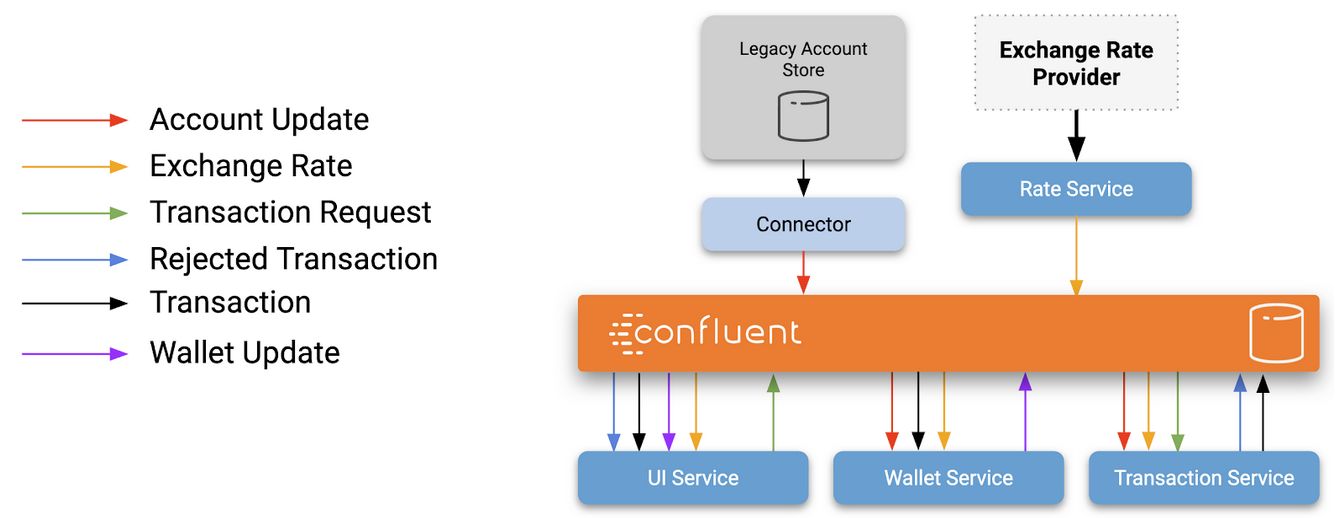 Account Update
Exchange Rate
Transaction Request
Rejected Transaction
Transaction
Wallet Update
Legacy Account
Store
Exchange Rate
Provider
Connector
Rate Service
confluent
UI Service
Wallet Service
Transaction Service